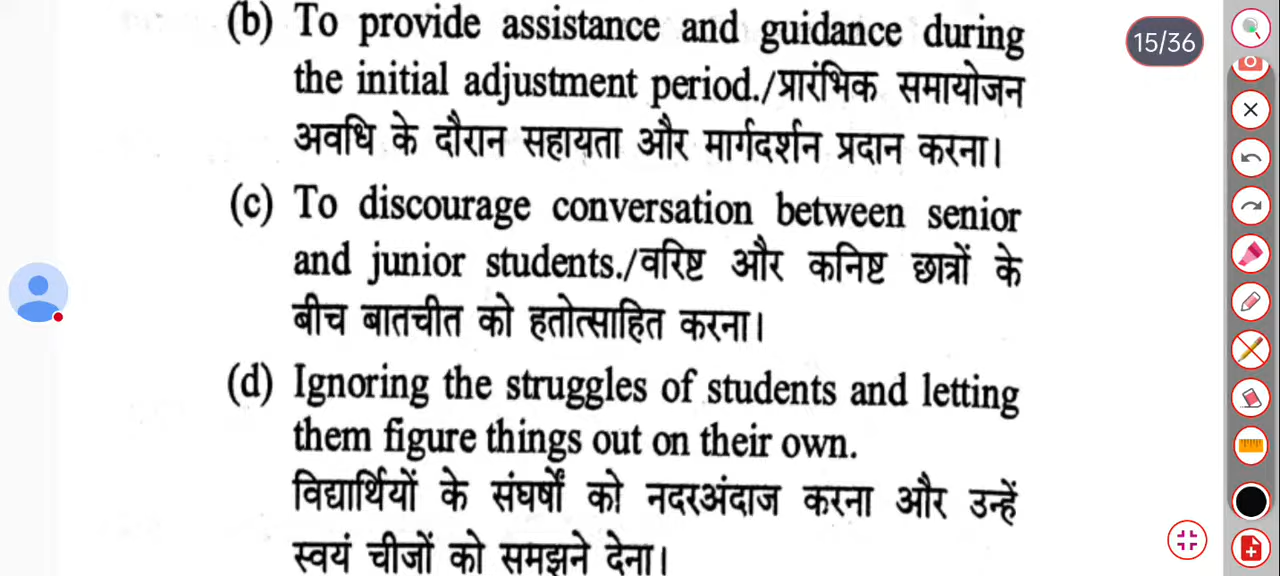 (b) To provide assistance and guidance during
15/36
the initial adjustment period./प्रारंभिक समायोजन
अवधि के दौरान सहायता और मार्गदर्शन प्रदान करना।
(c) To discourage conversation between senior
and junior students./वरिष्ट और कनिष्ट छात्रों के
बीच बातचीत को हतोत्साहित करना।
(d) Ignoring the struggles of students and letting
them figure things out on their own.
विद्यार्थियों के संघर्षों को नदरअंदाज करना और उन्हें
स्वयं चीजों को समझने देना।